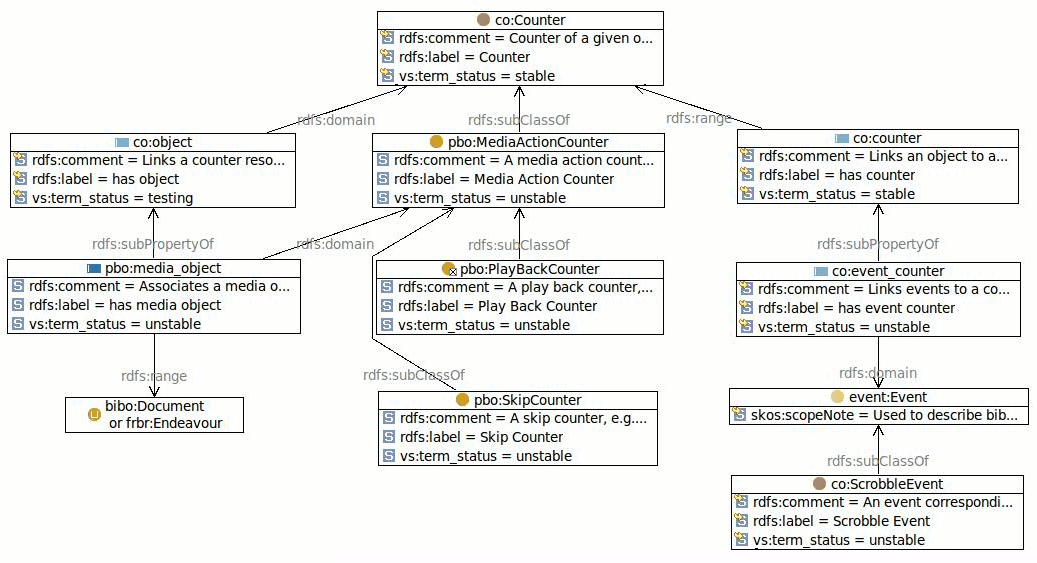 co:Counter
rdfs:comment = Counter of a given o...
rdfs:label = Counter
vs:term_status = stable
rdfs:domain
rdfs:subClassOf
rdfs:range
co:object
rdfs:comment = Links a counter reso...
rdfs:label = has object
vs:term_status = testing
pbo:MediaActionCounter
rdfs:comment = A media action count...
rdfs:label = Media Action Counter
vs:term_status = unstable
co:counter
rdfs:comment = Links an object to a...
rdfs:label = has counter
vs:term_status = stable
rdfs:subPropertyOf
rdfs:domain
rdfs:subClassOf
rdfs:subPropertyOf
pbo:media_object
rdfs:comment = Associates a media o...
rdfs:label = has media object
vs:term_status = unstable
pbo:PlayBackCounter
rdfs:comment = A play back counter,...
rdfs:label = Play Back Counter
vs:term_status = unstable
co:event_counter
rdfs:comment = Links events to a co...
rdfs:label = has event counter
vs:term_status = unstable
rdfs:range
rdfs:subClassOf
rdfs:domain
bibo:Document
or frbr:Endeavour
pbo:SkipCounter
rdfs:comment = A skip counter, e.g....
rdfs:label = Skip Counter
vs:term_status = unstable
event:Event
skos:scopeNote = Used to describe bib...
rdfs:subClassOf
co:ScrobbleEvent
rdfs:comment = An event correspondi...
rdfs:label = Scrobble Event
vs:term_status = unstable